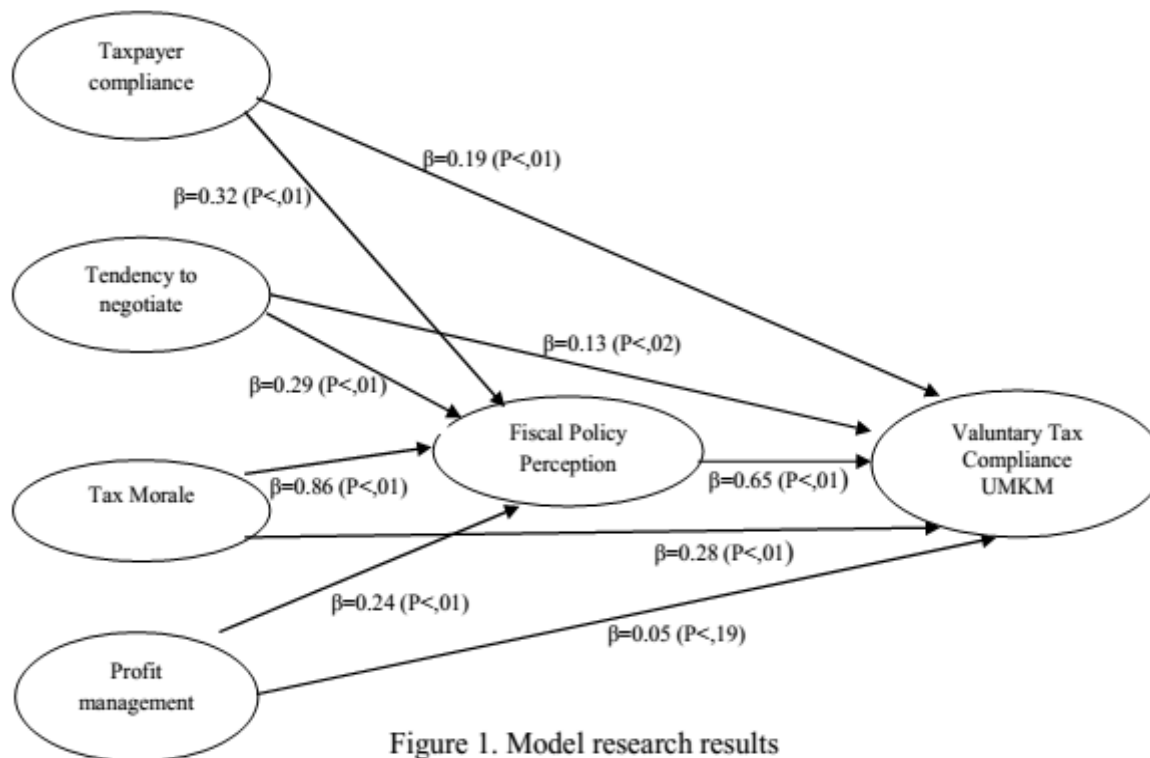 Taxpayer
compliance
β=0.19 (P<,01)
β=0.32 (P<,01)
Tendency to
negotiate
β=0.13 (P<,02)
β=0.29 (P<,01)
Fiscal Policy
Perception
Valuntary Tax
Compliance
UMKM
Tax Morale
β=0.86 (P<,01)
β=0.65 (P<,01)
β=0.28 (P<,01)
β=0.24 (P<,01)
β=0.05 (P<,19)
Profit
management
Figure 1. Model research results